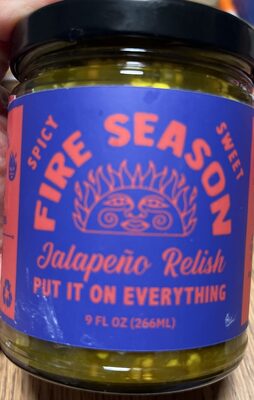 SPICY
SWEET
FIRE SEASON
Jalapeño Relish
PUT IT ON EVERYTHING
9 FL OZ (266ML)